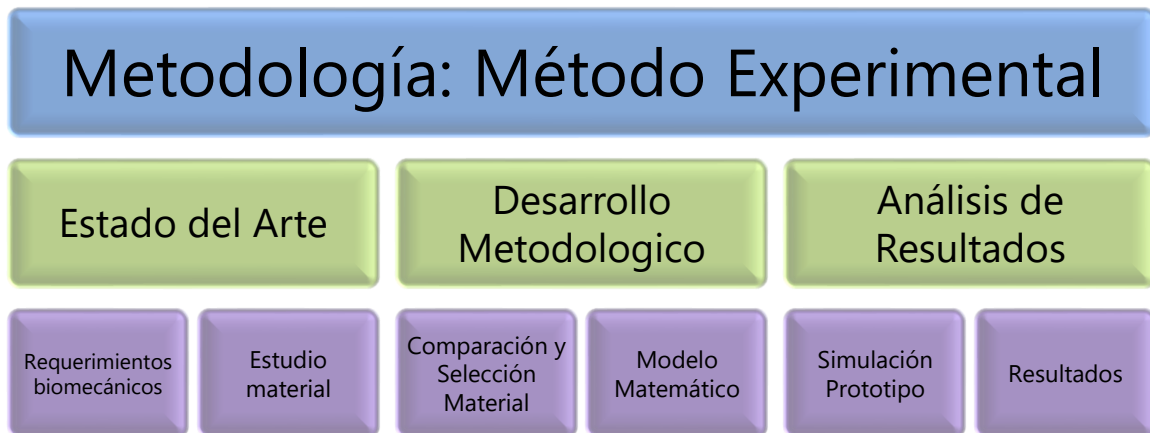 Metodología: Método Experimental
Estado del Arte
Desarrollo
Metodologico
Análisis de
Resultados
Requerimientos
biomecánicos
Estudio
material
Comparación y
Selección
Material
Modelo
Matemático
Simulación
Prototipo
Resultados